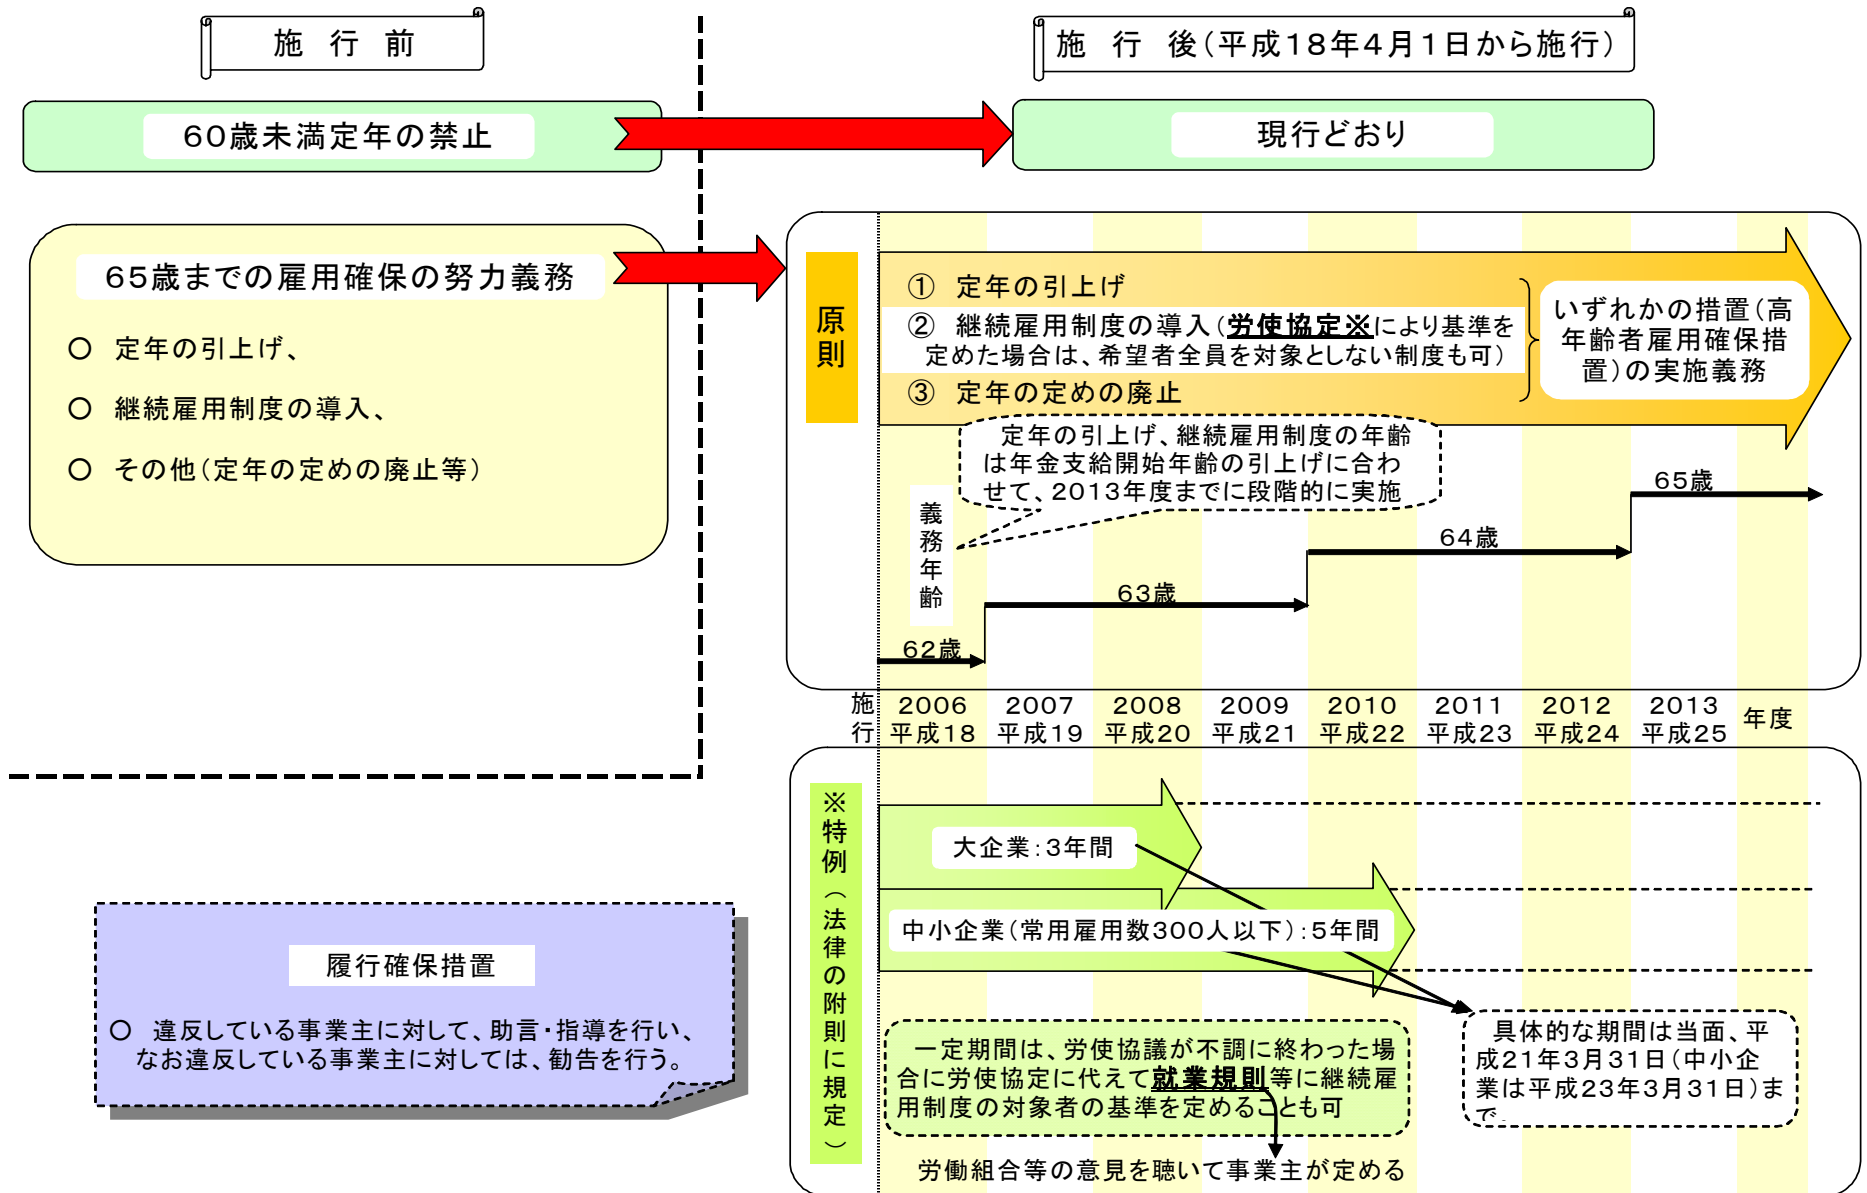 施行前
施行後(平成18年4月1日から施行)
60歳未満定年の禁止
現行どおり
65歳までの雇用確保の努力義務
○ 定年の引上げ、
○ 継続雇用制度の導入、
○ その他(定年の定めの廃止等)
原則
① 定年の引上げ
② 継続雇用制度の導入(労使協定※により基準を
定めた場合は、希望者全員を対象としない制度も可)
③ 定年の定めの廃止
いずれかの措置(高
年齢者雇用確保措
置)の実施義務
定年の引上げ、継続雇用制度の年齢
は年金支給開始年齢の引上げに合わ
せて、2013年度までに段階的に実施
義務年齢
65歳
64歳
63歳
62歳
施行
2006 2007 2008 2009 2010 2011 2012 2013
平成18 平成19 平成20 平成21 平成22 平成23 平成24 平成25
年度
※特例(法律の附則に規定)
大企業:3年間
中小企業(常用雇用数300人以下):5年間
一定期間は、労使協議が不調に終わった場
合に労使協定に代えて就業規則等に継続雇
用制度の対象者の基準を定めることも可
労働組合等の意見を聴いて事業主が定める
具体的な期間は当面、平
成21年3月31日(中小企
業は平成23年3月31日)ま
で。
履行確保措置
○ 違反している事業主に対して、助言・指導を行い、
なお違反している事業主に対しては、勧告を行う。